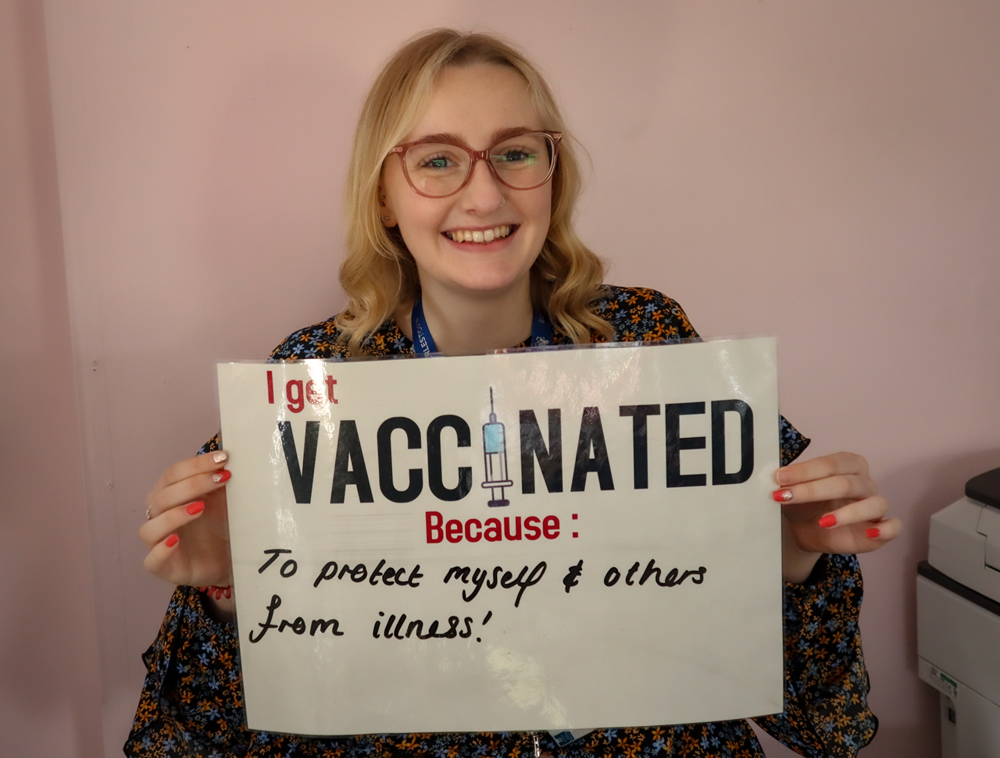 I get
VACCINATED
Because :
To protect myself & others
from illness!